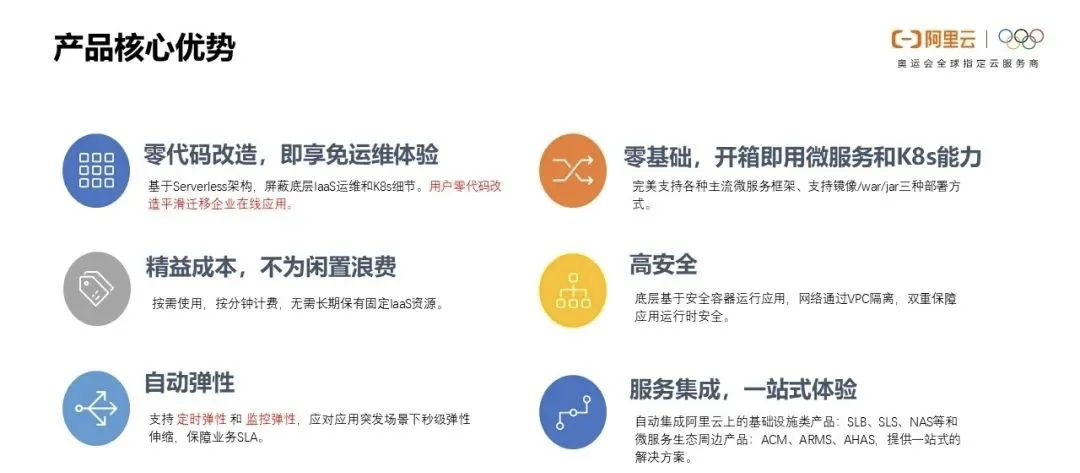 产品核心优势
阿里云
奥运会全球指定云服务商
零代码改造，即享免运维体验
基于Serverless架构，屏蔽底层IaaS运维和K8s细节。用户零代码改
造平滑迁移企业在线应用。
零基础，开箱即用微服务和K8s能力
完美支持各种主流微服务框架、支持镜像/war/jar三种部署方
式。
精益成本，不为闲置浪费
按需使用，按分钟计费，无需长期保有固定IaaS资源。
高安全
底层基于安全容器运行应用，网络通过VPC隔离，双重保障
应用运行时安全。
自动弹性
支持 定时弹性 和 监控弹性，应对应用突发场景下秒级弹性
伸缩，保障业务SLA。
服务集成，一站式体验
自动集成阿里云上的基础设施类产品：SLB、SLS、NAS等和
微服务生态周边产品：ACM、ARMS、AHAS，提供一站式的
解决方案。